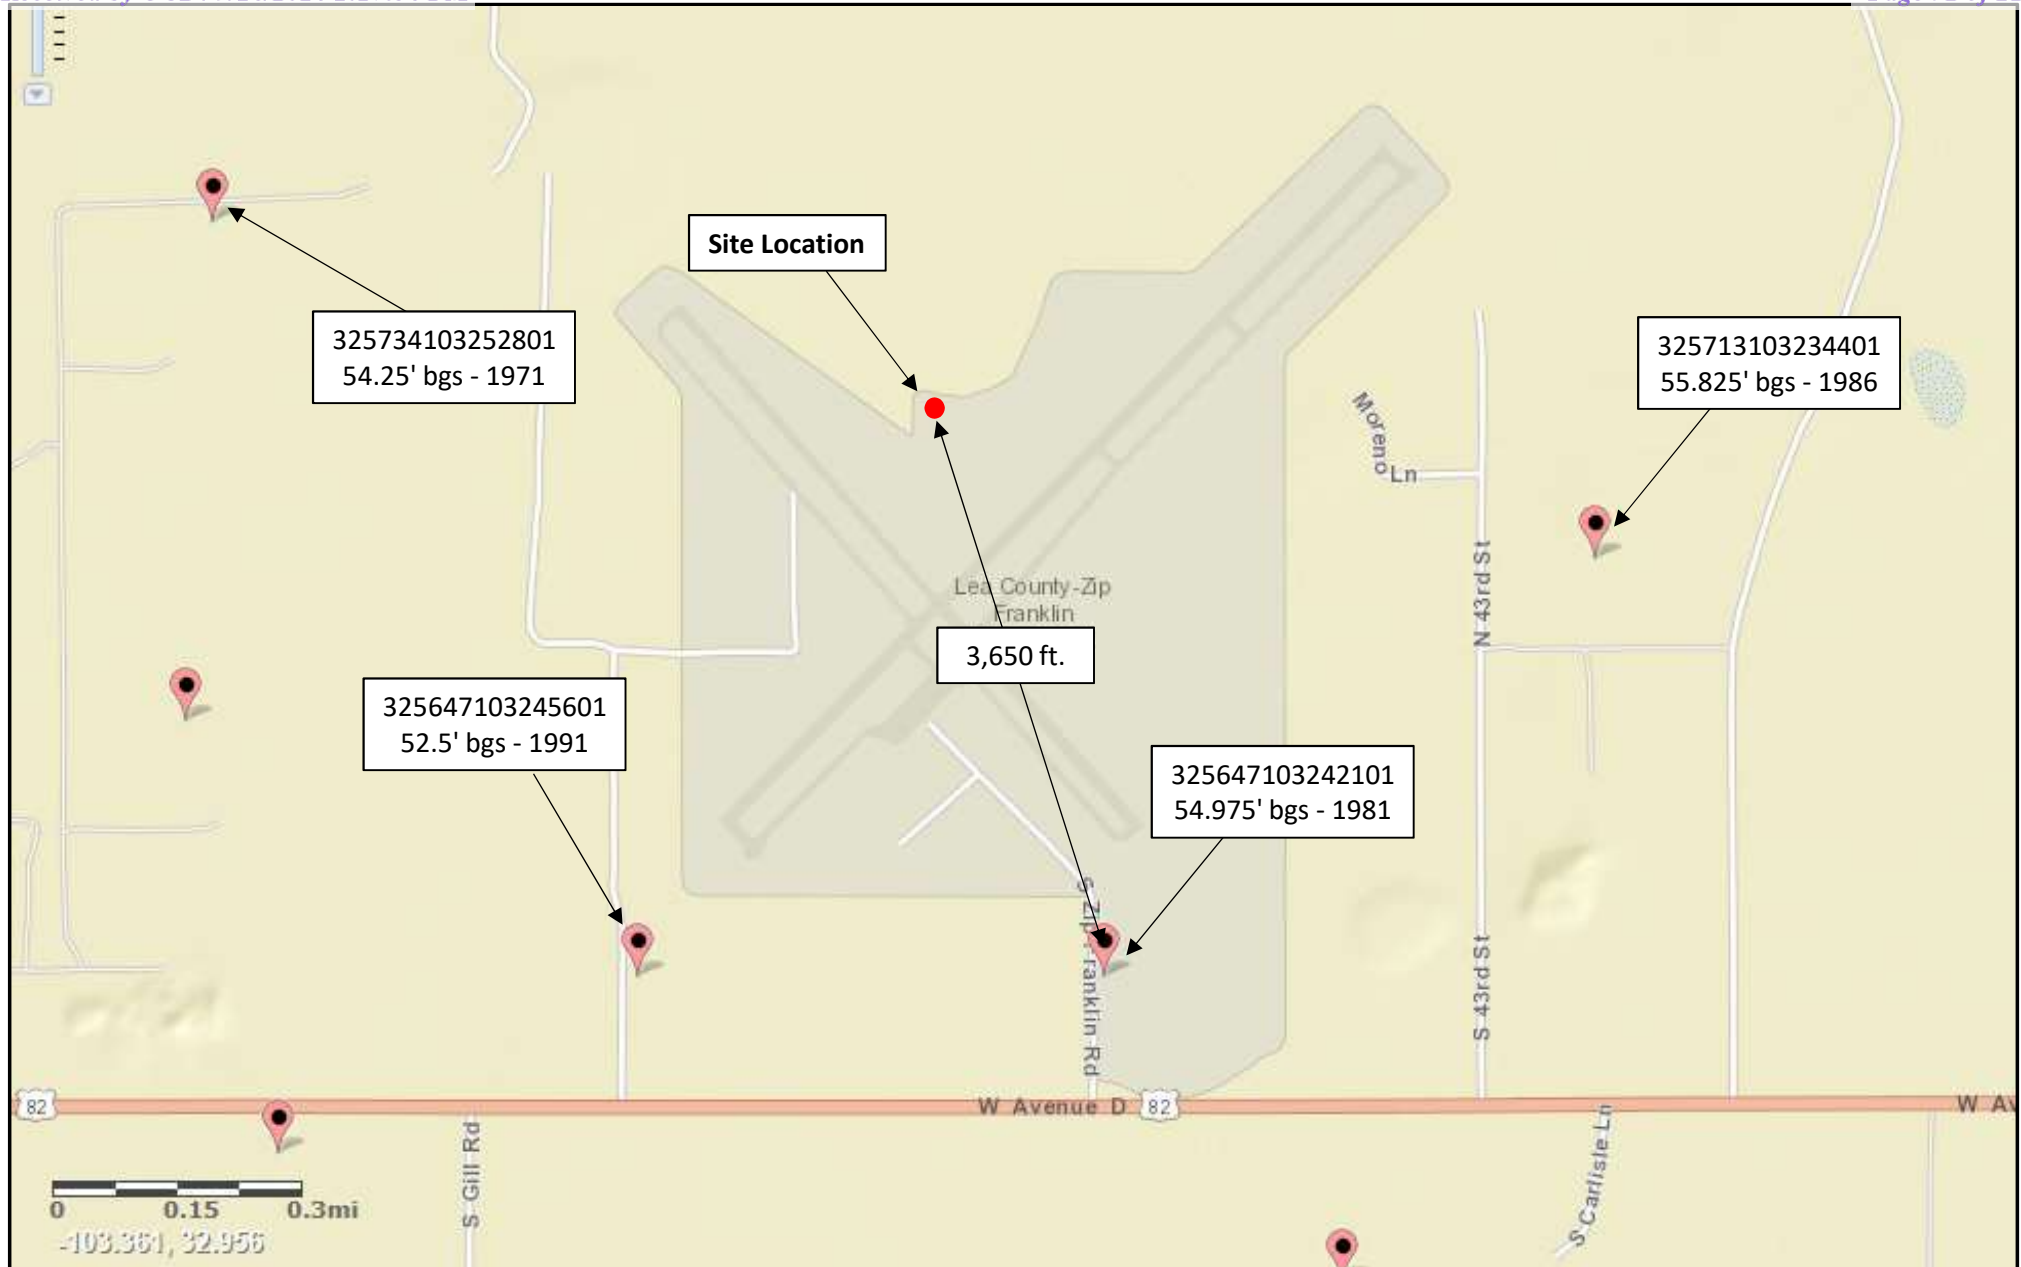 Site Location
325734103252801
54.25' bgs - 1971
325713103234401
55.825' bgs - 1986
Moreno Ln
N 43rd St
Lea County-Zip
Franklin
3,650 ft.
325647103245601
52.5' bgs - 1991
325647103242101
54.975' bgs - 1981
S Zip Franklin Rd
S 43rd St
82
W Avenue D
82
W Av
S Gill Rd
S Carlisle Ln
0
0.15
0.3mi
-103.361, 32.956